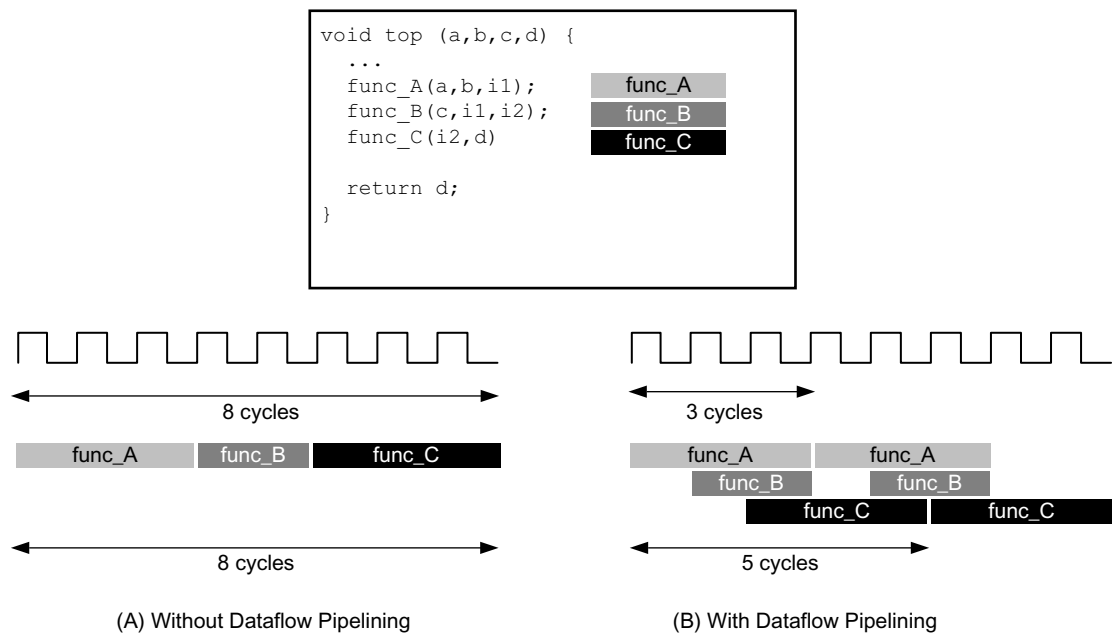 void top (a,b,c,d) {
...
func_A(a,b,i1);
func_B(c,i1,i2);
func_C(i2,d)
return d;
}
func_A
func_B
func_C
8 cycles
func_A func_B func_C
8 cycles
(A) Without Dataflow Pipelining
3 cycles
func_A func_A
func_B func_B
func_C func_C
5 cycles
(B) With Dataflow Pipelining